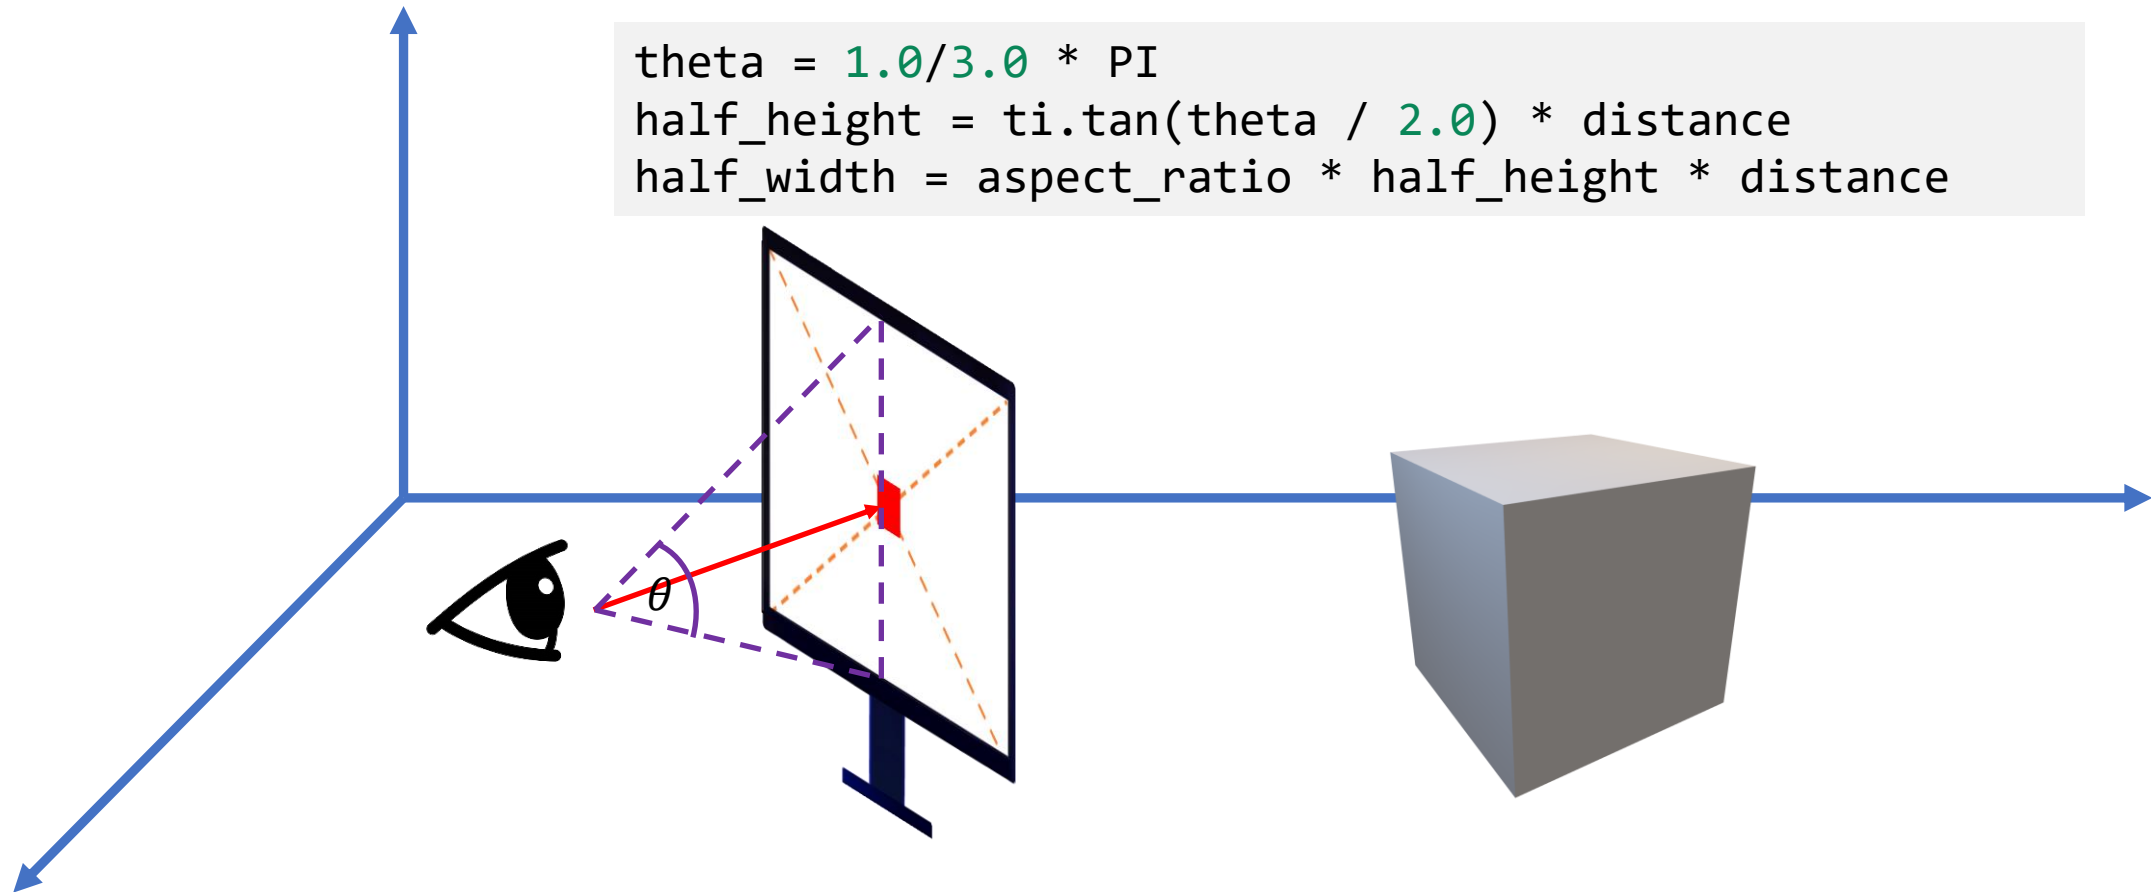 theta = 1.0/3.0 * PI
half_height = ti.tan(theta / 2.0) * distance
half_width = aspect_ratio * half_height * distance
θ